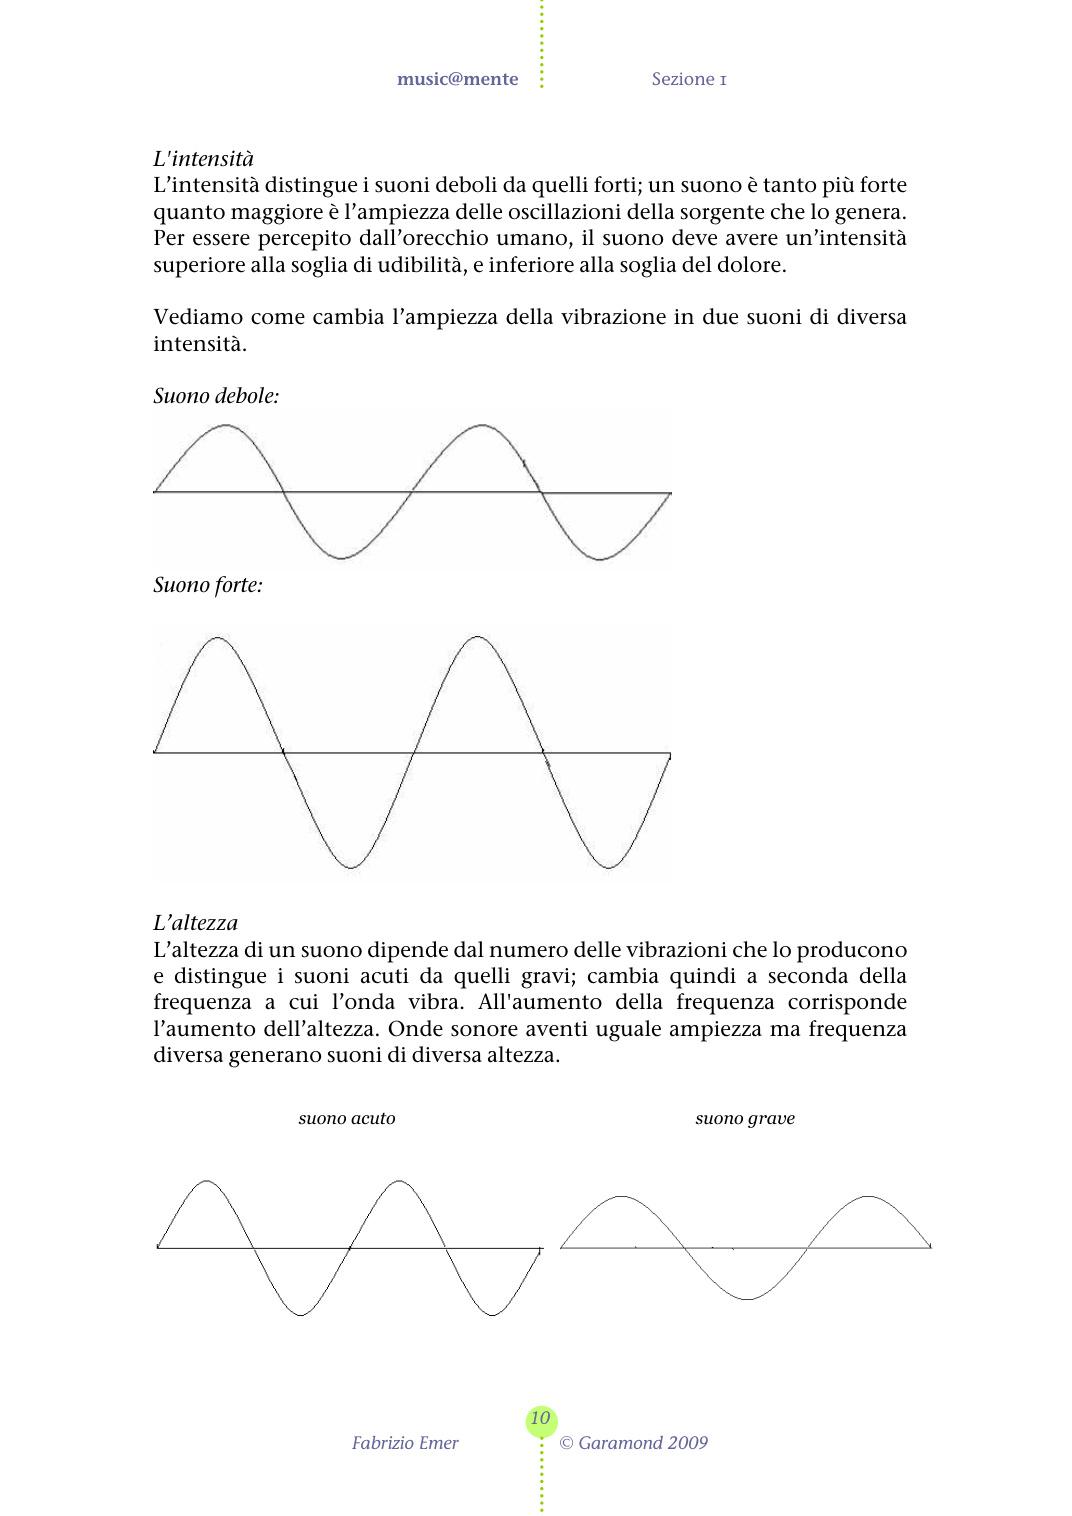 music@mente
Sezione 1
L'intensità
L’intensità distingue i suoni deboli da quelli forti; un suono è tanto più forte
quanto maggiore è l’ampiezza delle oscillazioni della sorgente che lo genera.
Per essere percepito dall’orecchio umano, il suono deve avere un’intensità
superiore alla soglia di udibilità, e inferiore alla soglia del dolore.
Vediamo come cambia l’ampiezza della vibrazione in due suoni di diversa
intensità.
Suono debole:
Suono forte:
L’altezza
L’altezza di un suono dipende dal numero delle vibrazioni che lo producono
e distingue i suoni acuti da quelli gravi; cambia quindi a seconda della
frequenza a cui l’onda vibra. All'aumento della frequenza corrisponde
l’aumento dell’altezza. Onde sonore aventi uguale ampiezza ma frequenza
diversa generano suoni di diversa altezza.
suono acuto
suono grave
10
Fabrizio Emer
© Garamond 2009